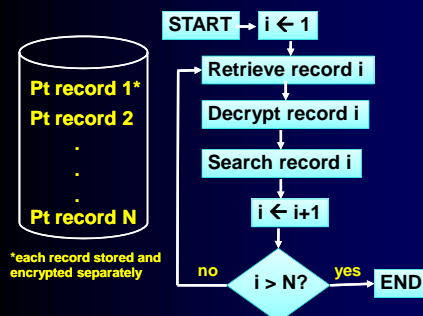 START
i ← 1
Retrieve record i
Decrypt record i
Search record i
i ← i+1
i > N?
no
yes
END
Pt record 1*
Pt record 2
.
.
.
Pt record N
*each record stored and
encrypted separately